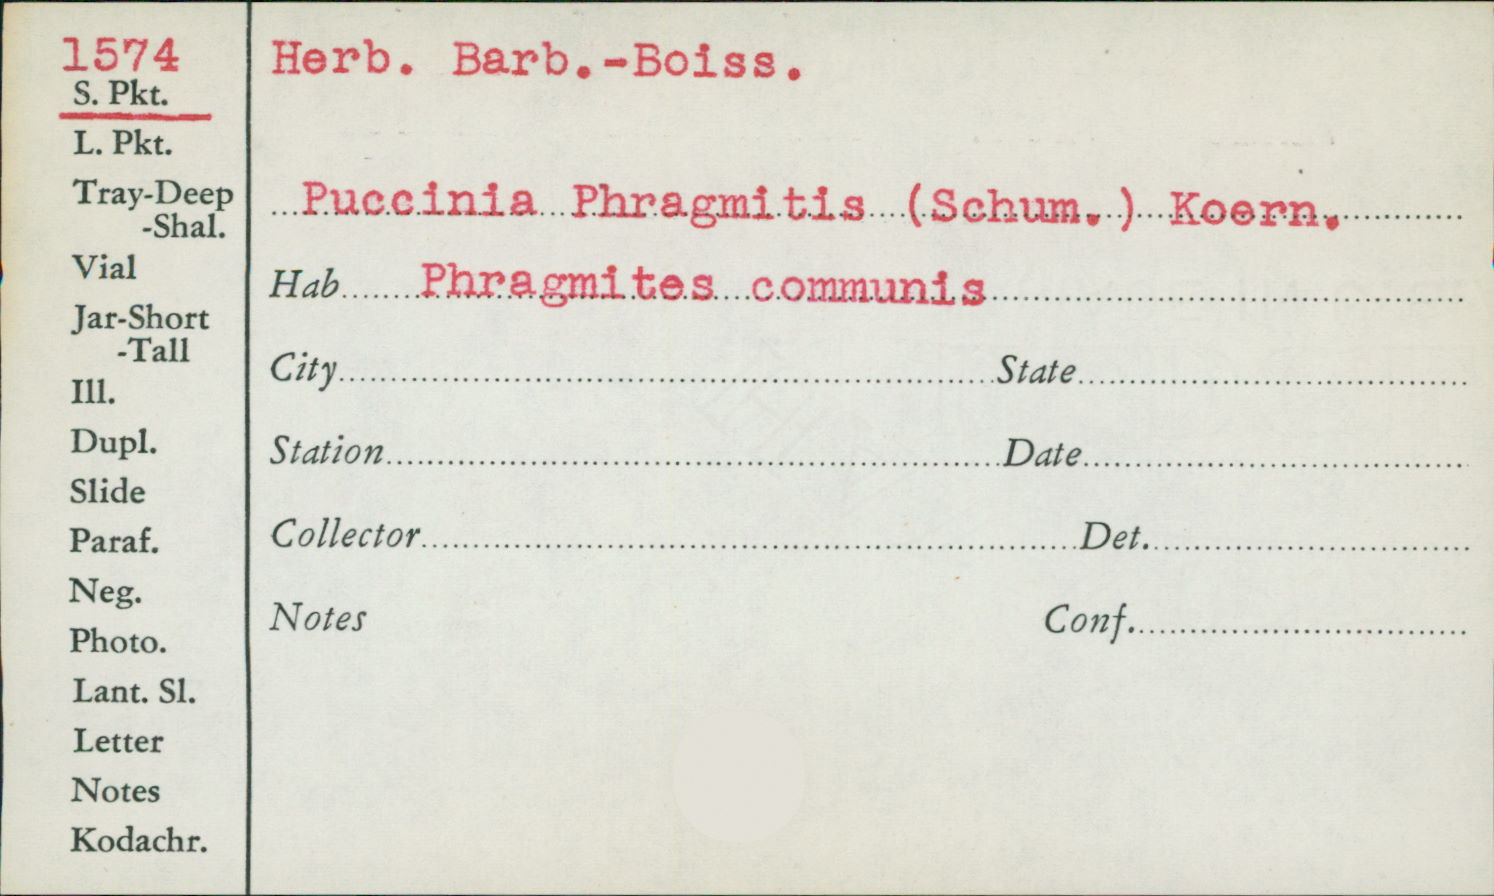 1574
S. Pkt.
L. Pkt.
Tray-Deep
-Shal.
Vial
Jar-Short
-Tall
Ill.
Dupl.
Slide
Paraf.
Neg.
Photo.
Lant. Sl.
Letter
Notes
Kodachr.
Herb. Barb.-Boiss.
Puccinia Phragmitis (Schum.) Koern.
Hab Phragmites communis
City State
Station Date
Collector Det.
Notes Conf.